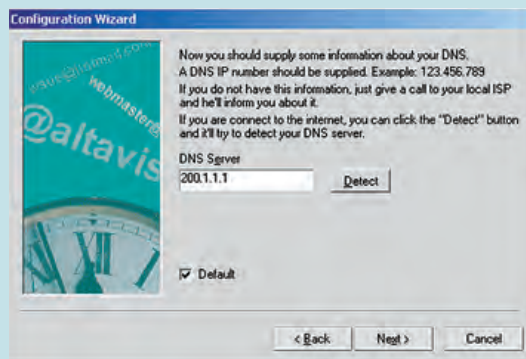 Configuration Wizard
Now you should supply some information about your DNS.
A DNS IP number should be supplied. Example: 123.456.789
If you do not have this information, just give a call to your local ISP
and he'll inform you about it.
If you are connect to the internet, you can click the "Detect" button
and it'll try to detect your DNS server.
webmaster@
@altavis
DNS Server
200.1.1.1
Detect
Default
< Back
Next >
Cancel